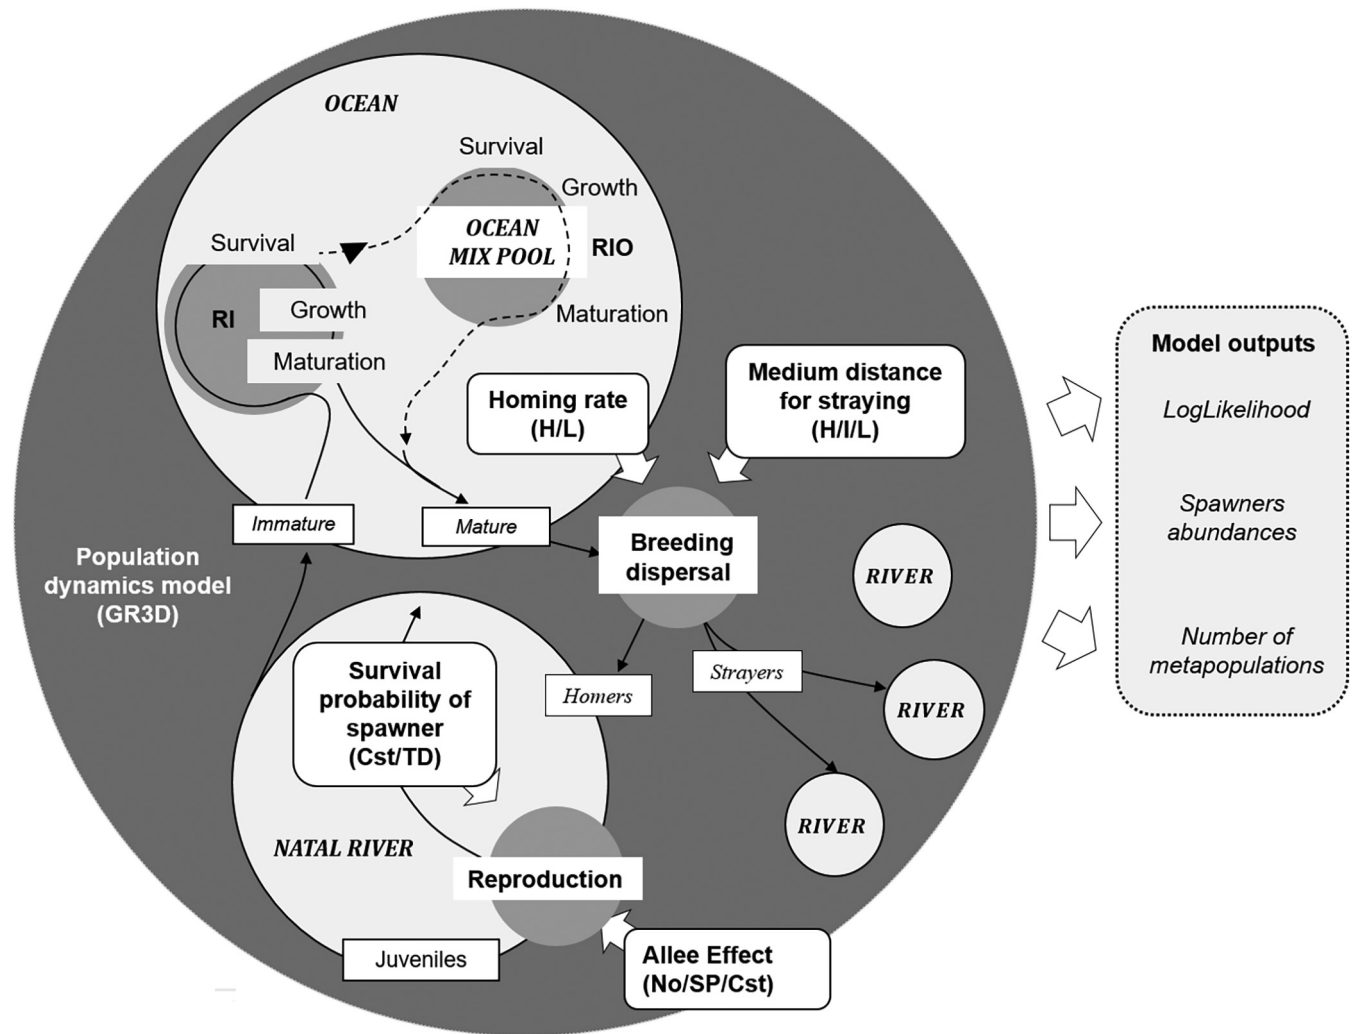 OCEAN
Survival
Growth
OCEAN
MIX POOL
RIO
Survival
RI
Growth
Maturation
Maturation
Homing rate
(H/L)
Medium distance
for straying
(H/I/L)
Immature
Mature
Population
dynamics model
(GR3D)
Breeding
dispersal
RIVER
Survival
probability of
spawner
(Cst/TD)
Homers
Strayers
RIVER
RIVER
NATAL RIVER
Reproduction
Juveniles
Allee Effect
(No/SP/Cst)
Model outputs
LogLikelihood
Spawners
abundances
Number of
metapopulations